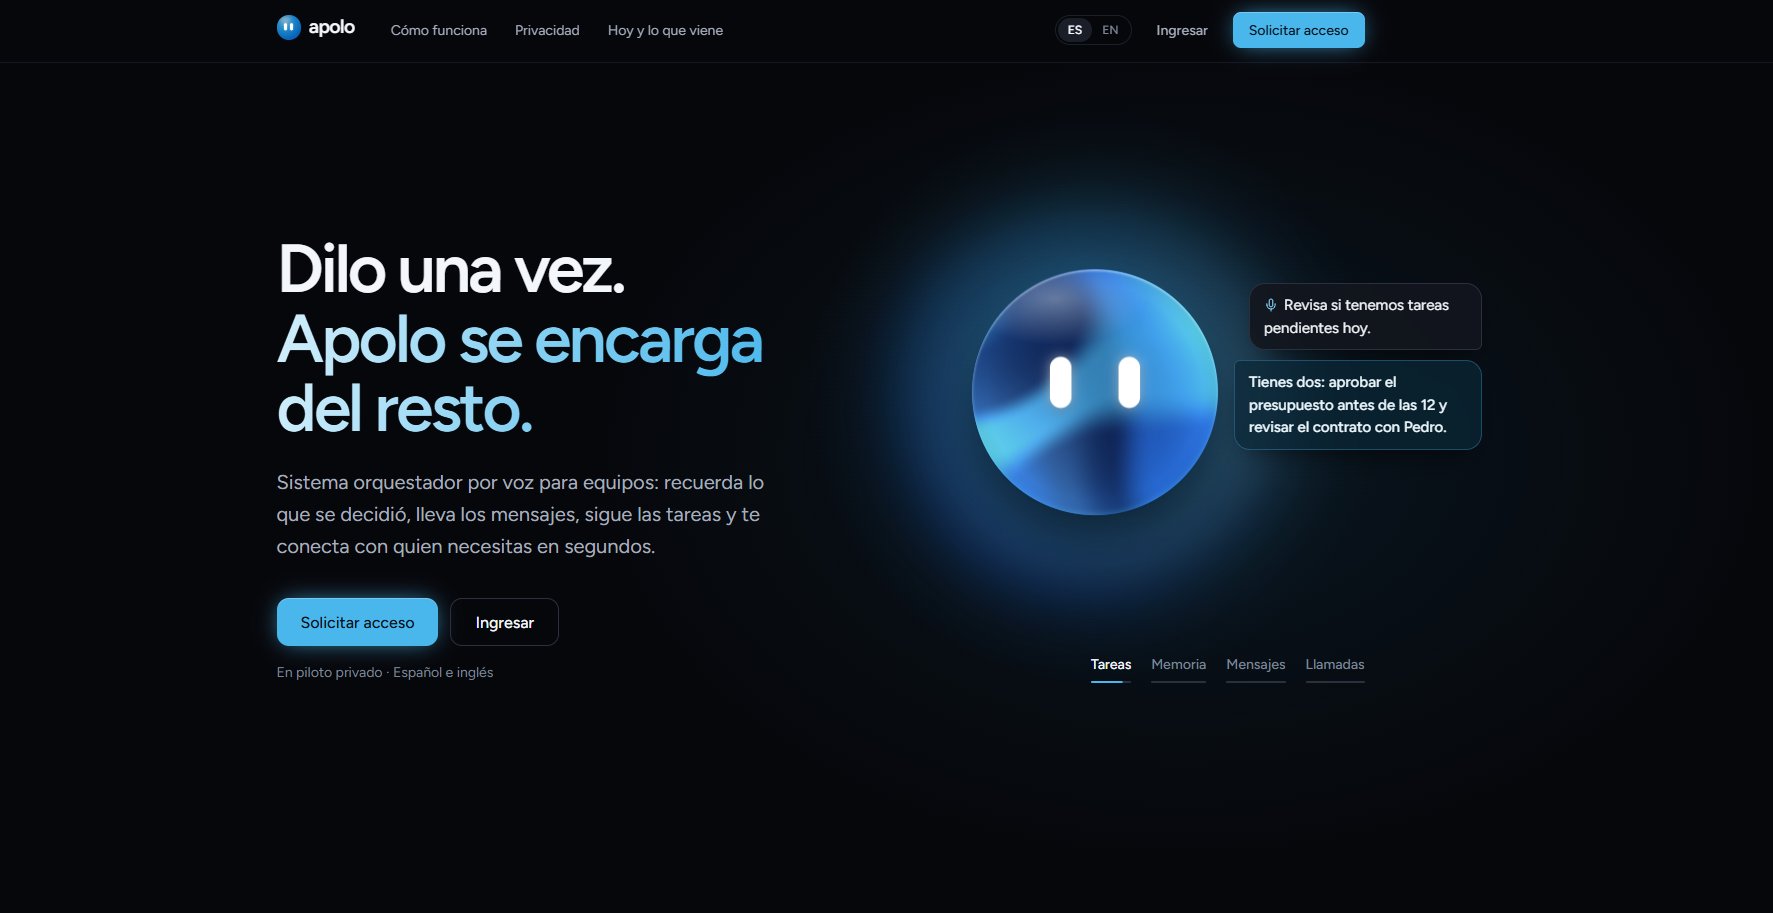 apolo
Cómo funciona
Privacidad
Hoy y lo que viene
ES
EN
Ingresar
Solicitar acceso
Dilo una vez.
Apolo se encarga
del resto.
Sistema orquestador por voz para equipos: recuerda lo
que se decidió, lleva los mensajes, sigue las tareas y te
conecta con quien necesitas en segundos.
Solicitar acceso
Ingresar
En piloto privado · Español e inglés
Revisa si tenemos tareas
pendientes hoy.
Tienes dos: aprobar el
presupuesto antes de las 12 y
revisar el contrato con Pedro.
Tareas
Memoria
Mensajes
Llamadas